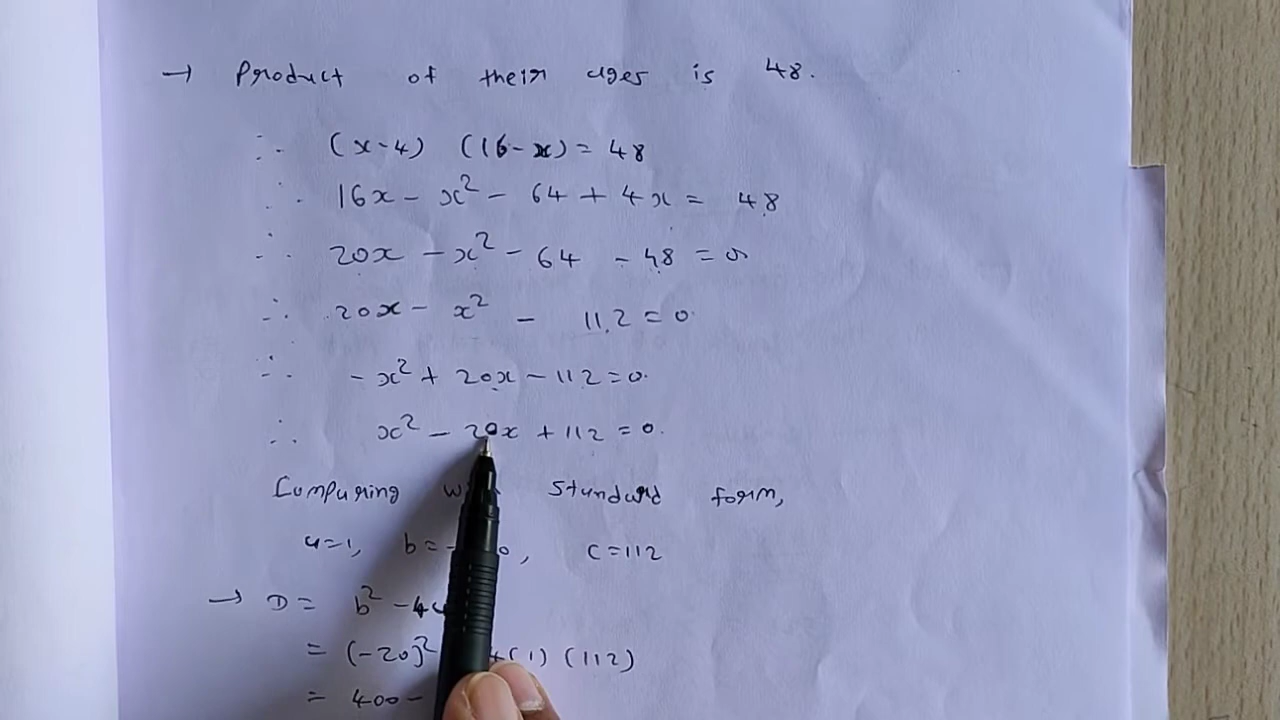 → Product of their ages is 48.
∴ (x-4) (16-x) = 48
∴ 16x - x² - 64 + 4x = 48
∴ 20x - x² - 64 - 48 = 0
∴ 20x - x² - 112 = 0
∴ -x² + 20x - 112 = 0.
∴ x² - 20x + 112 = 0.
Comparing standard form,
a=1, b= , c=112
→ D = b² - 4
= (-20)² (1) (112)
= 400 -